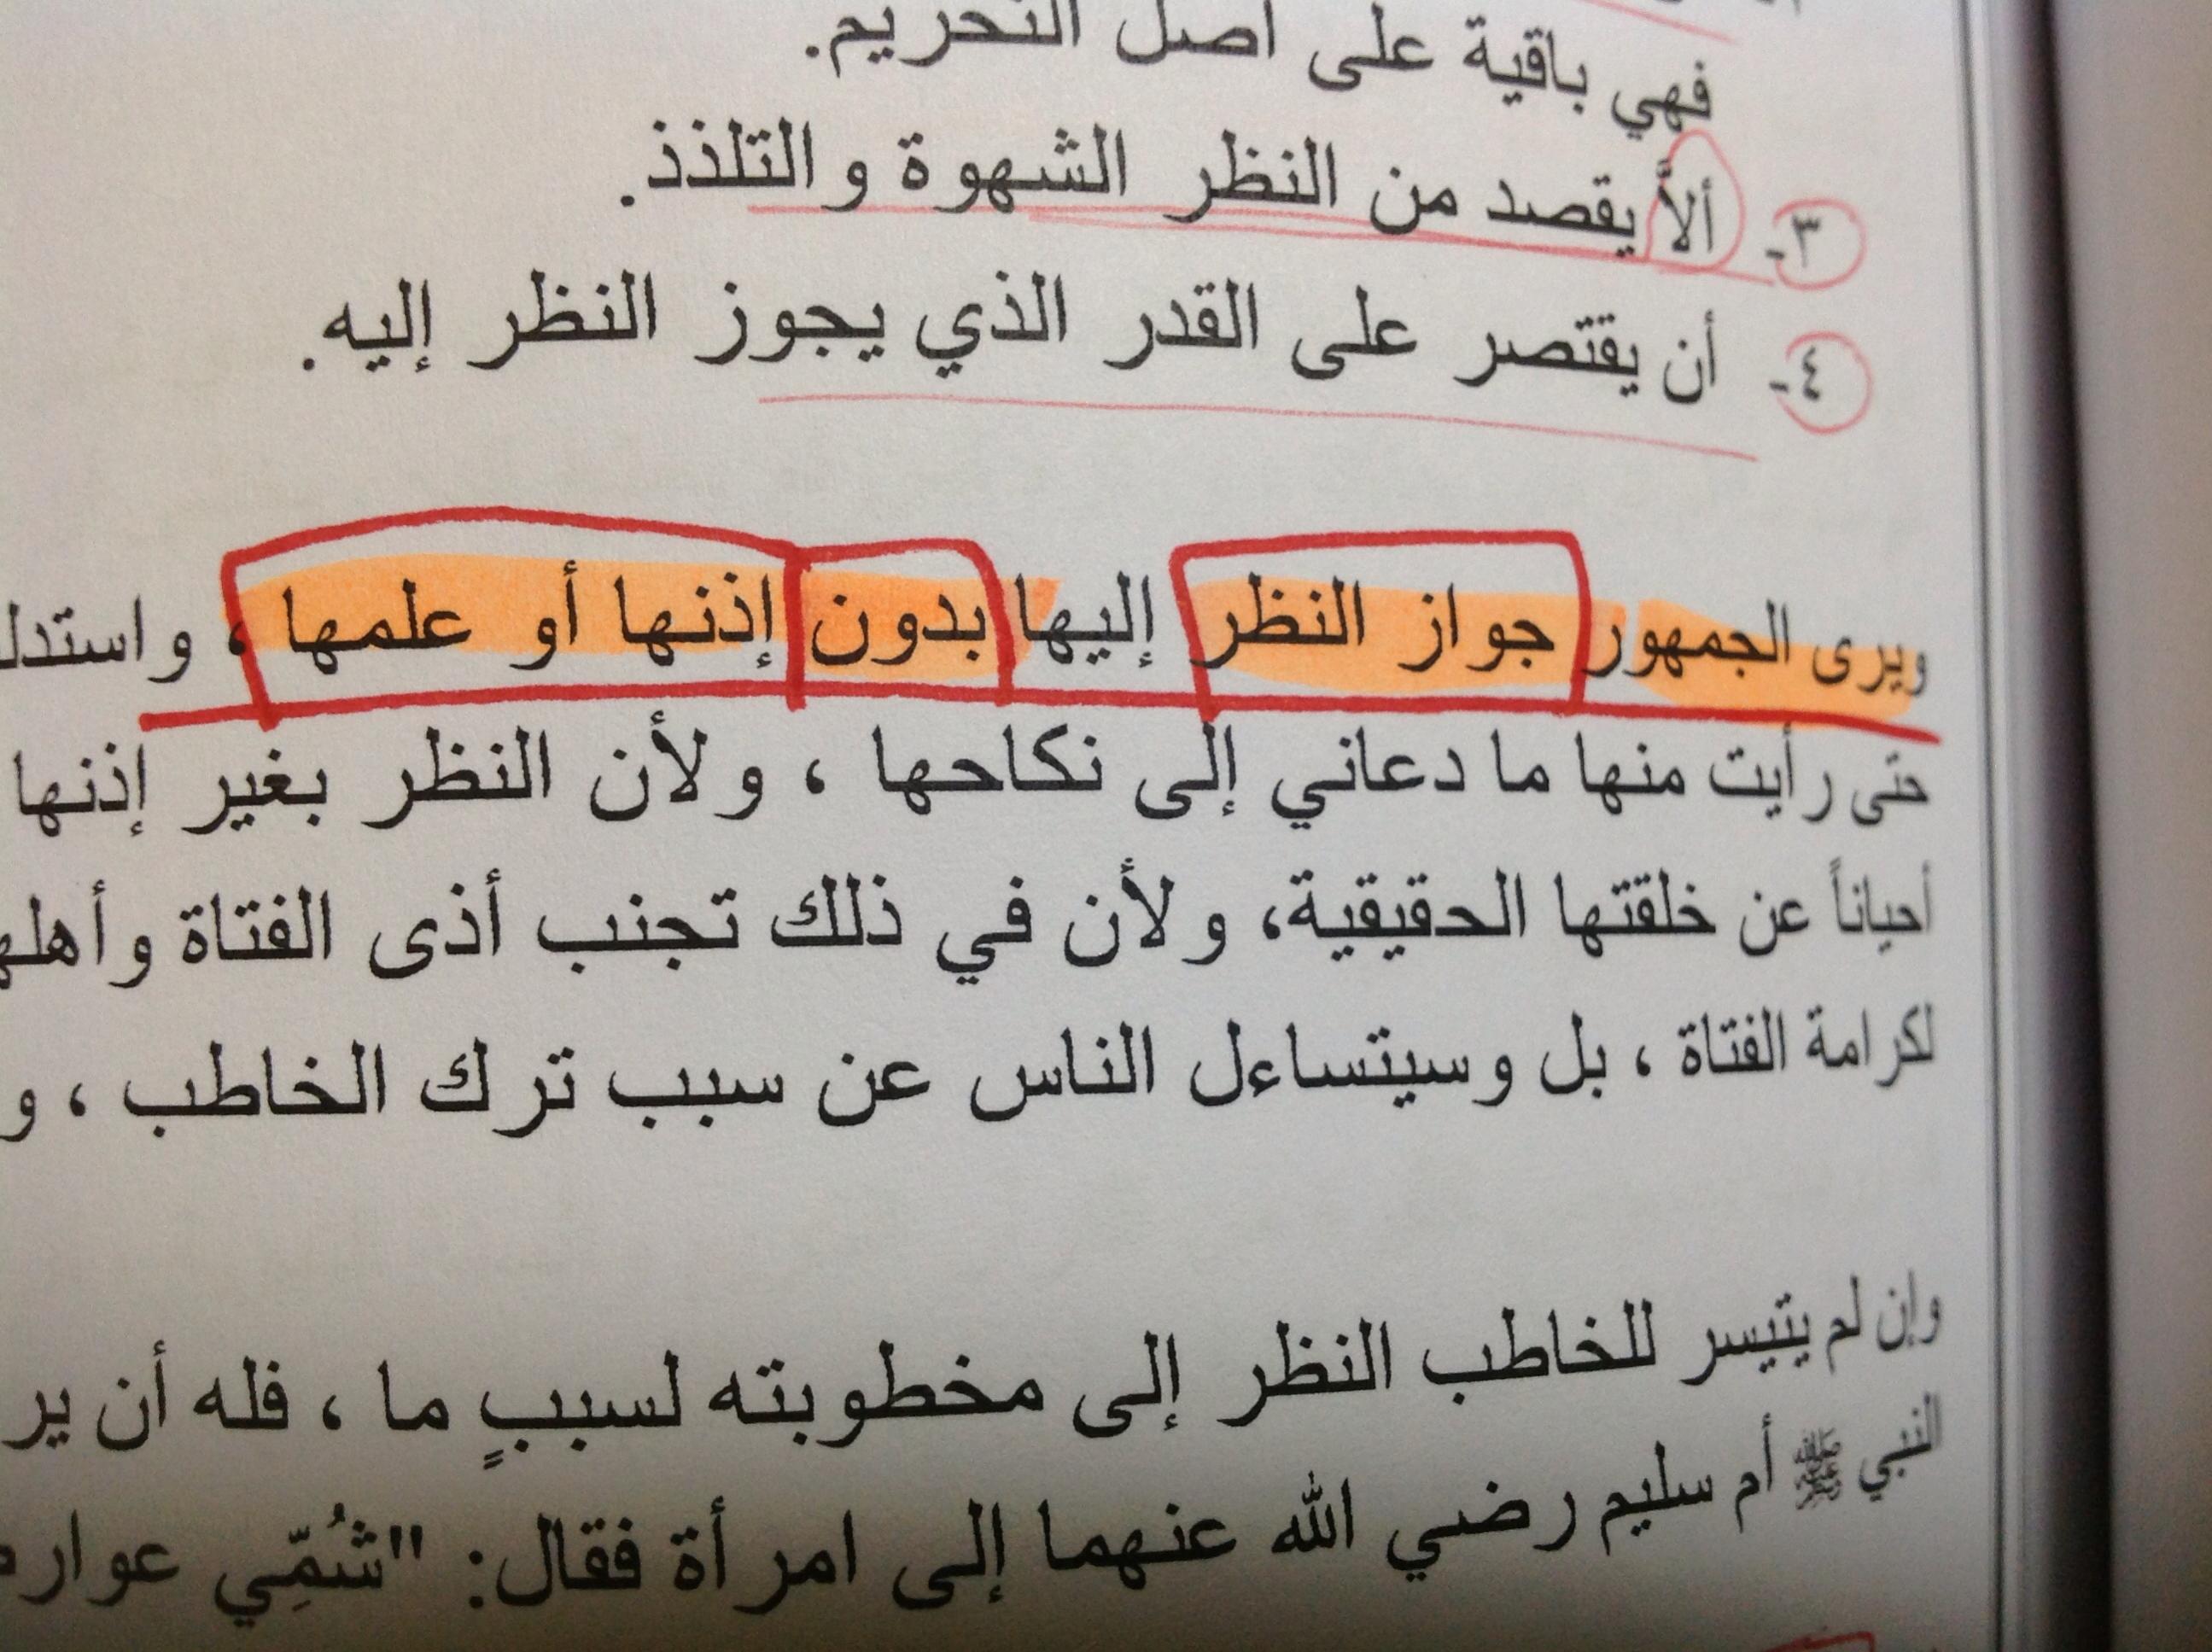 فهي باقية على أصل التحريم.
٣- ألاَّ يقصد من النظر الشهوة والتلذذ.
٤- أن يقتصر على القدر الذي يجوز النظر إليه.
ويرى الجمهور جواز النظر إليها بدون إذنها أو علمها ، واستدل
حتى رأيت منها ما دعاني إلى نكاحها ، ولأن النظر بغير إذنها
أحياناً عن خلقتها الحقيقية، ولأن في ذلك تجنب أذى الفتاة وأهله
لكرامة الفتاة ، بل وسيتساءل الناس عن سبب ترك الخاطب ، و
وإن لم يتيسر للخاطب النظر إلى مخطوبته لسببٍ ما ، فله أن ير
النبي ﷺ أم سليم رضي الله عنهما إلى امرأة فقال: "شُمِّي عوار